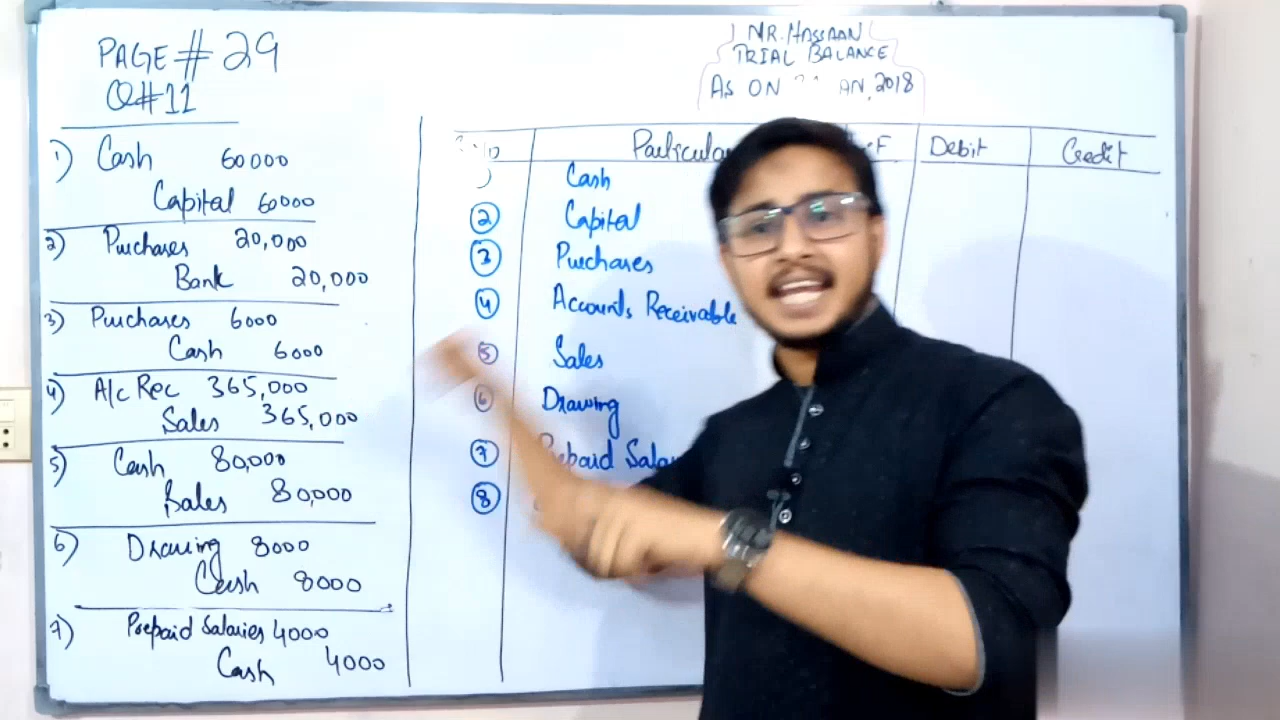 PAGE # 29
Q#11
1) Cash 60000
Capital 60000
2) Purchases 20,000
Bank 20,000
3) Purchases 6000
Cash 6000
4) A/c Rec 365,000
Sales 365,000
5) Cash 80,000
Sales 80,000
6) Drawing 8000
Cash 8000
7) Prepaid Salaries 4000
Cash 4000
MR. HASSAAN
TRIAL BALANCE
AS ON 2018
Debit Credit
Cash
2 Capital
3 Purchases
4 Accounts Receivable
5 Sales
6 Drawing
7
8